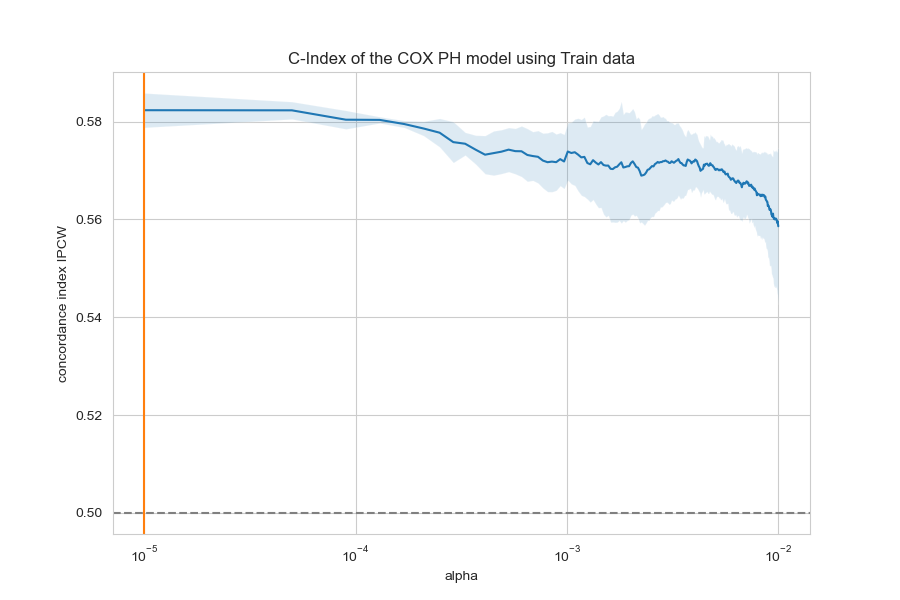 C-Index of the COX PH model using Train data
concordance index IPCW
0.58
0.56
0.54
0.52
0.50
10⁻⁵ 10⁻⁴ 10⁻³ 10⁻²
alpha